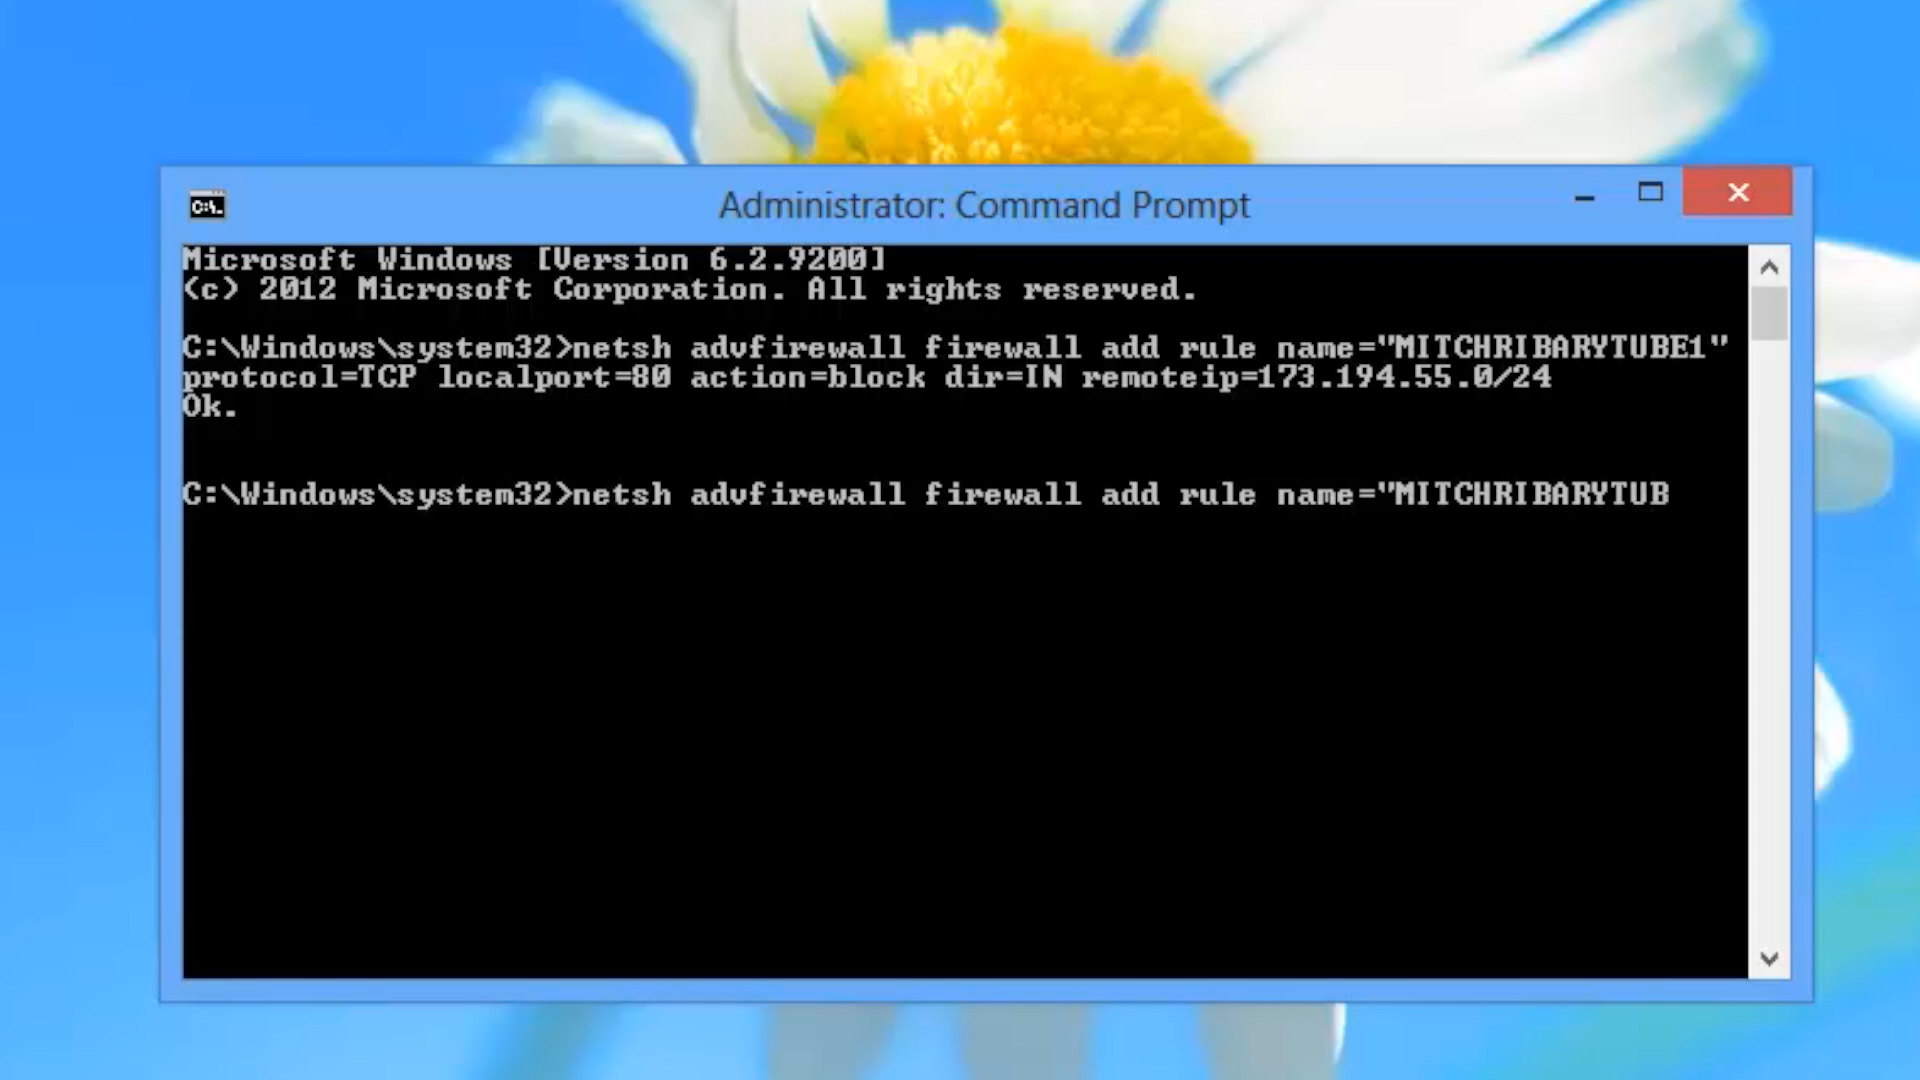 C:\.
Administrator: Command Prompt
Microsoft Windows [Version 6.2.9200]
(c) 2012 Microsoft Corporation. All rights reserved.
C:\Windows\system32>netsh advfirewall firewall add rule name="MITCHRIBARYTUBE1"
protocol=TCP localport=80 action=block dir=IN remoteip=173.194.55.0/24
Ok.
C:\Windows\system32>netsh advfirewall firewall add rule name="MITCHRIBARYTUB